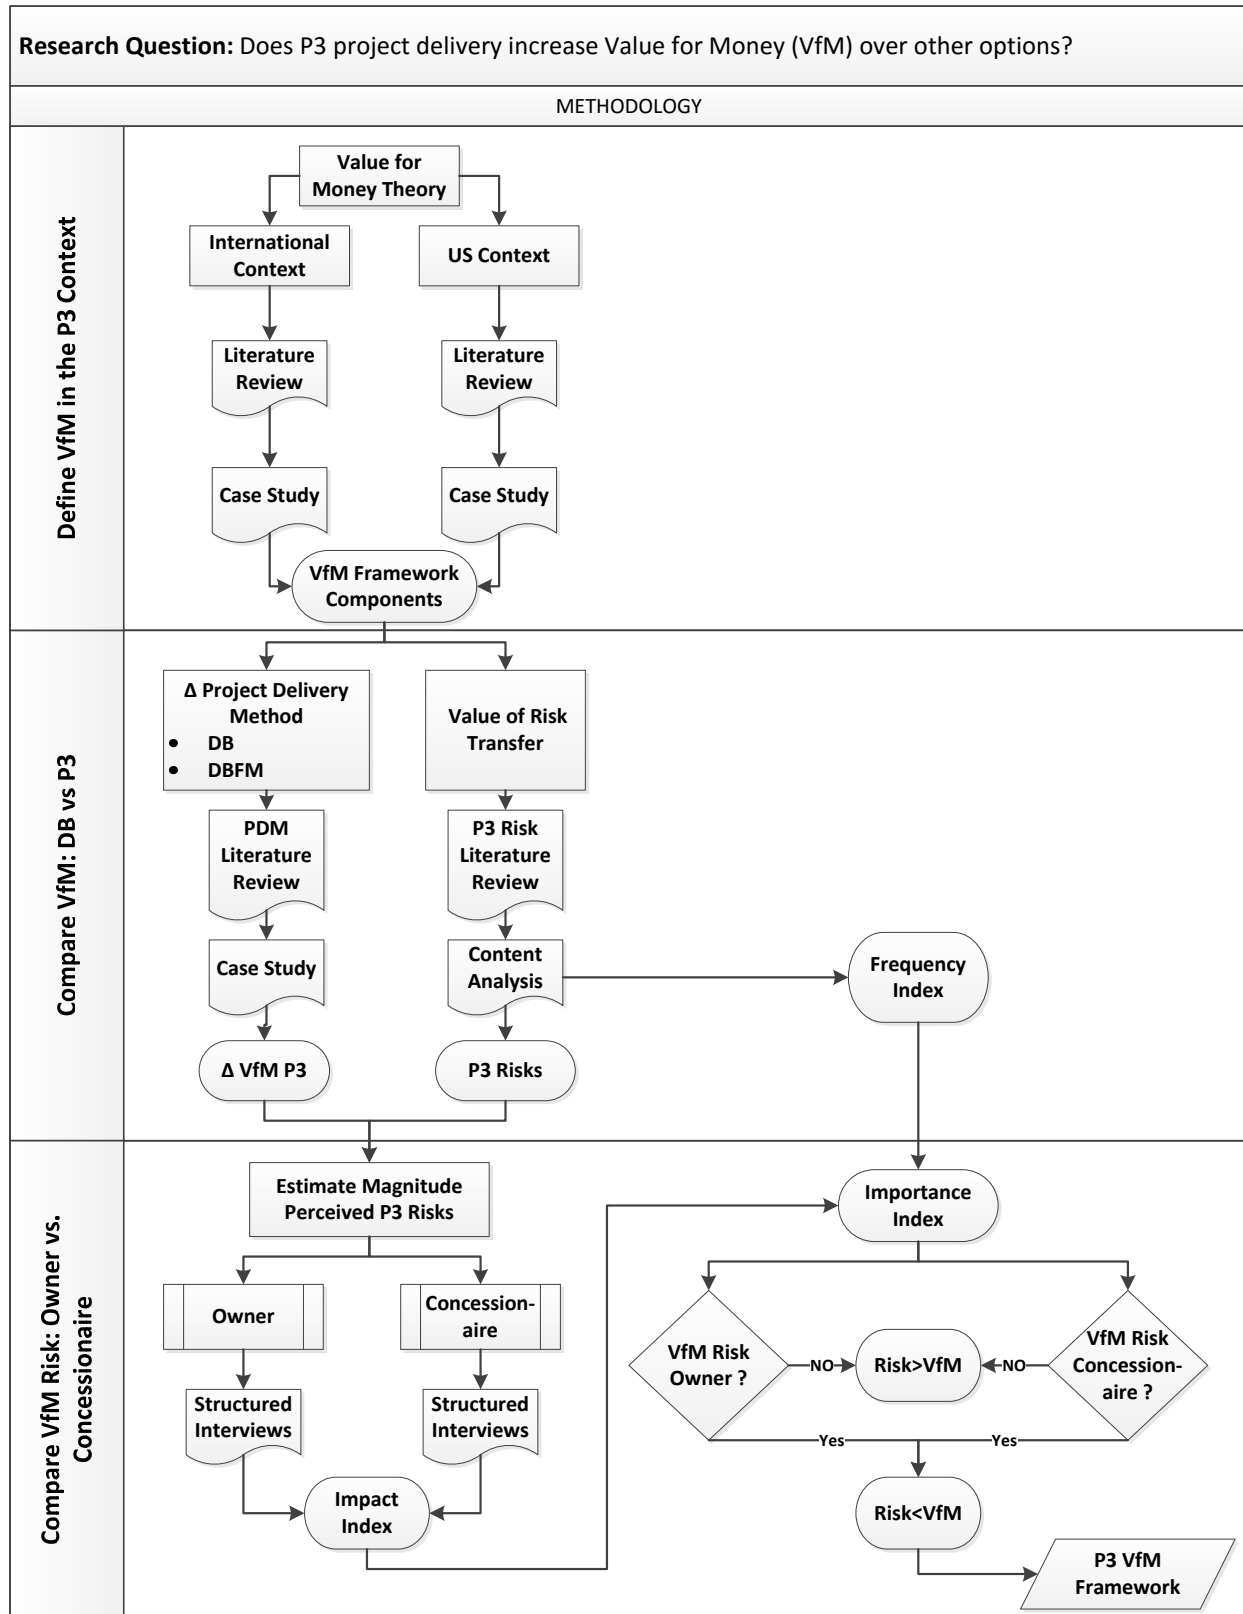 Research Question: Does P3 project delivery increase Value for Money (VfM) over other options?
METHODOLOGY
Define VfM in the P3 Context
Value for
Money Theory
International
Context
US Context
Literature
Review
Literature
Review
Case Study
Case Study
VfM Framework
Components
Compare VfM: DB vs P3
Δ Project Delivery
Method
• DB
• DBFM
Value of Risk
Transfer
PDM
Literature
Review
P3 Risk
Literature
Review
Case Study
Content
Analysis
Frequency
Index
Δ VfM P3
P3 Risks
Compare VfM Risk: Owner vs.
Concessionaire
Estimate Magnitude
Perceived P3 Risks
Importance
Index
Owner
Concession-
aire
VfM Risk
Owner ?
NO
Risk>VfM
NO
VfM Risk
Concession-
aire ?
Structured
Interviews
Structured
Interviews
Yes
Yes
Impact
Index
Risk<VfM
P3 VfM
Framework